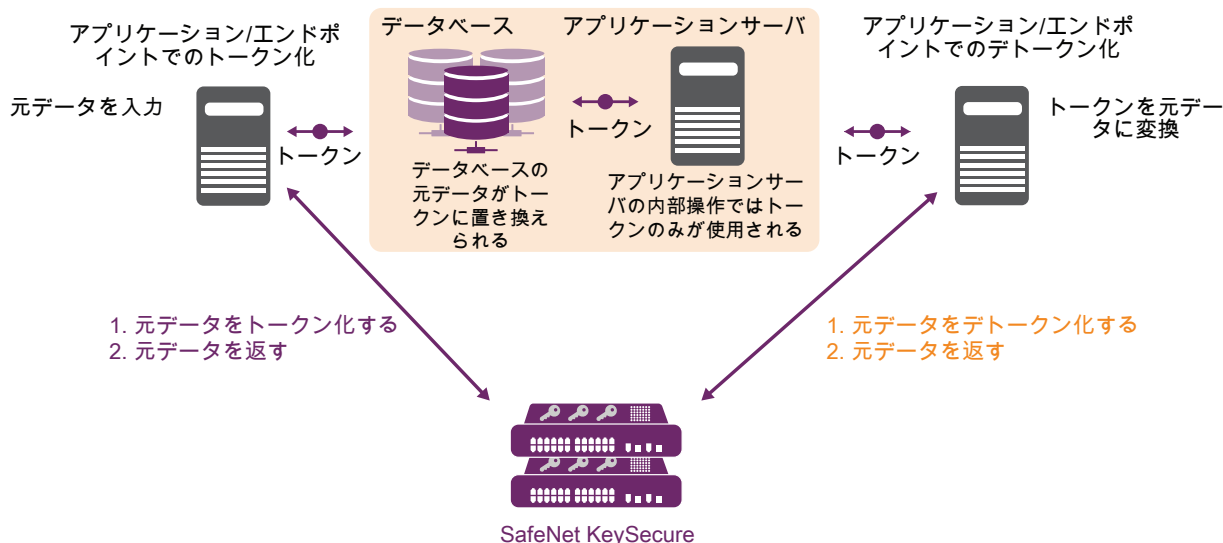 アプリケーション/エンドポ
イントでのトークン化
元データを入力
トークン
データベース
アプリケーションサーバ
トークン
データベースの
元データがトー
クンに置き換え
られる
アプリケーションサー
バの内部操作ではトー
クンのみが使用される
アプリケーション/エンドポ
イントでのデトークン化
トークン
トークンを元デー
タに変換
1. 元データをトークン化する
2. 元データを返す
1. 元データをデトークン化する
2. 元データを返す
SafeNet KeySecure